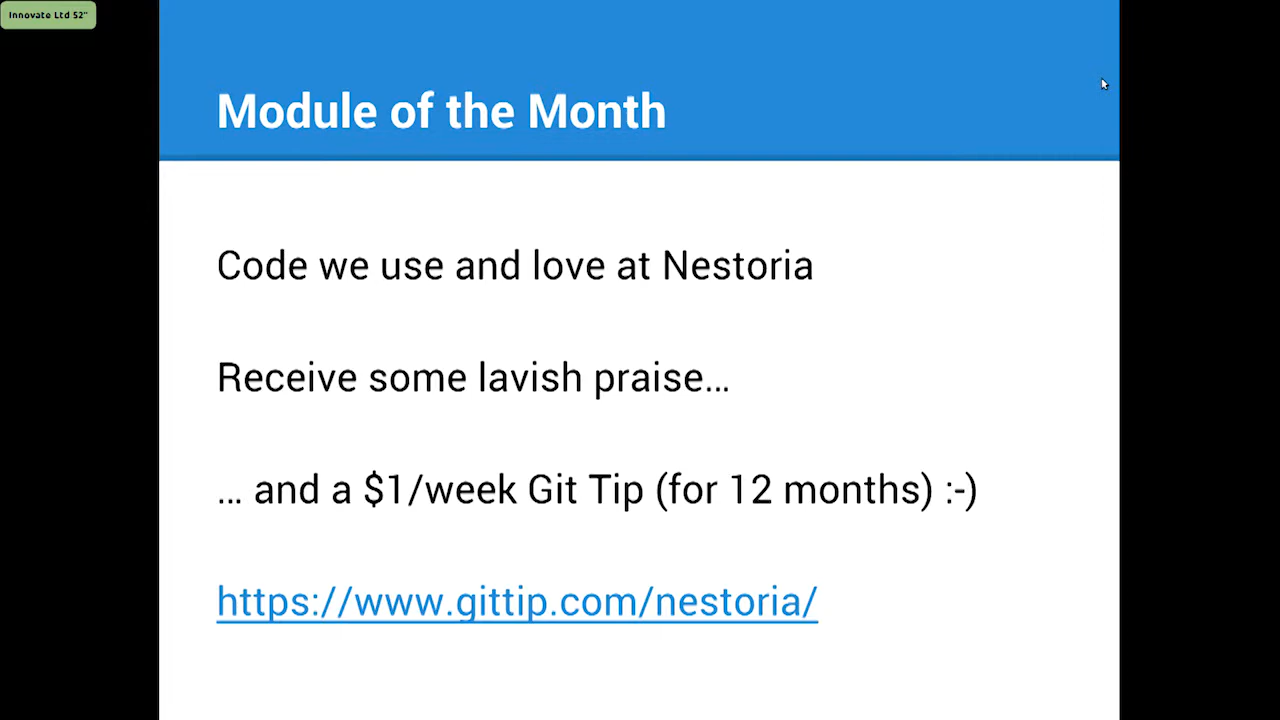 Innovate Ltd 52"
Module of the Month
Code we use and love at Nestoria
Receive some lavish praise...
... and a $1/week Git Tip (for 12 months) :-)
https://www.gittip.com/nestoria/